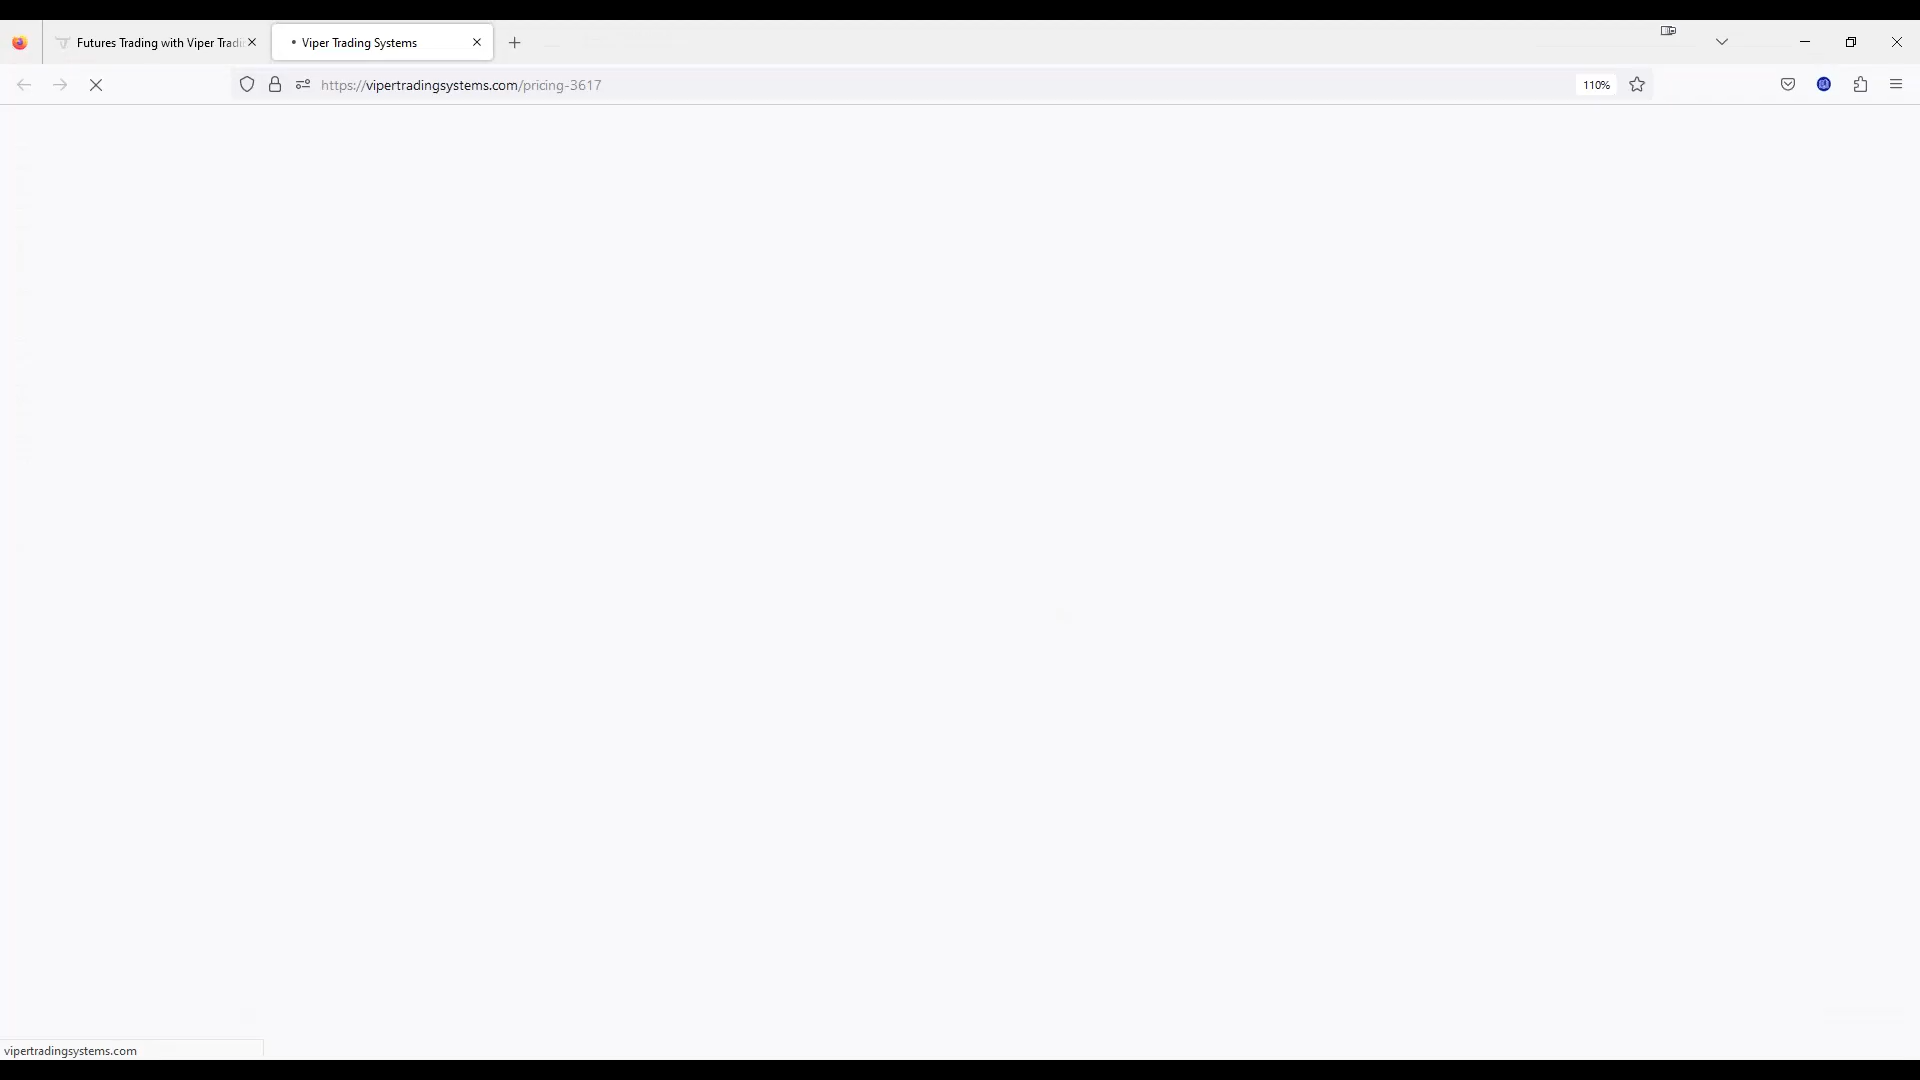 Futures Trading with Viper Tradi
Viper Trading Systems
https://vipertradingsystems.com/pricing-3617
110%
vipertradingsystems.com